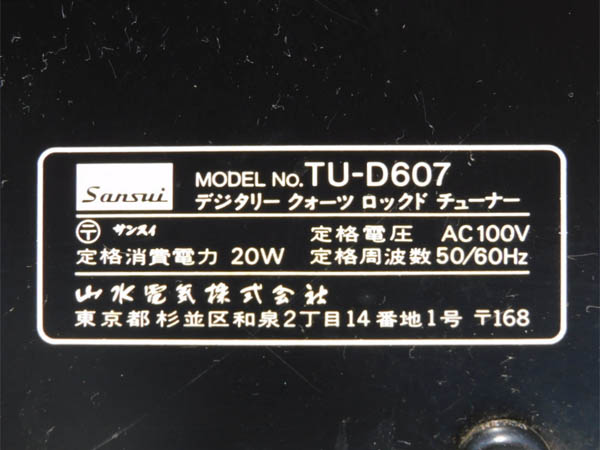 Sansui
MODEL NO. TU-D607
デジタリー クォーツ ロックド チューナー
〒 サンスイ
定格電圧 AC 100V
定格消費電力 20W 定格周波数 50/60Hz
山水電気株式会社
東京都杉並区和泉2丁目14番地1号 〒168